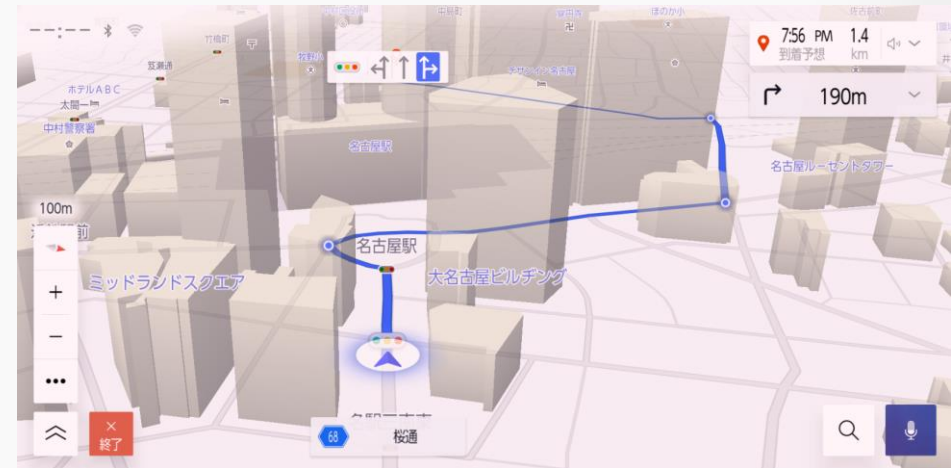 --:--
竹橋町
牧野小
ホテルABC
太閤一
中村警察署
名古屋駅
7:56 PM
到着予想
1.4
km
190m
名古屋ルーセントタワー
100m
名古屋駅
ミッドランドスクエア
大名古屋ビルヂング
+
−
•••
×
終了
68
桜通